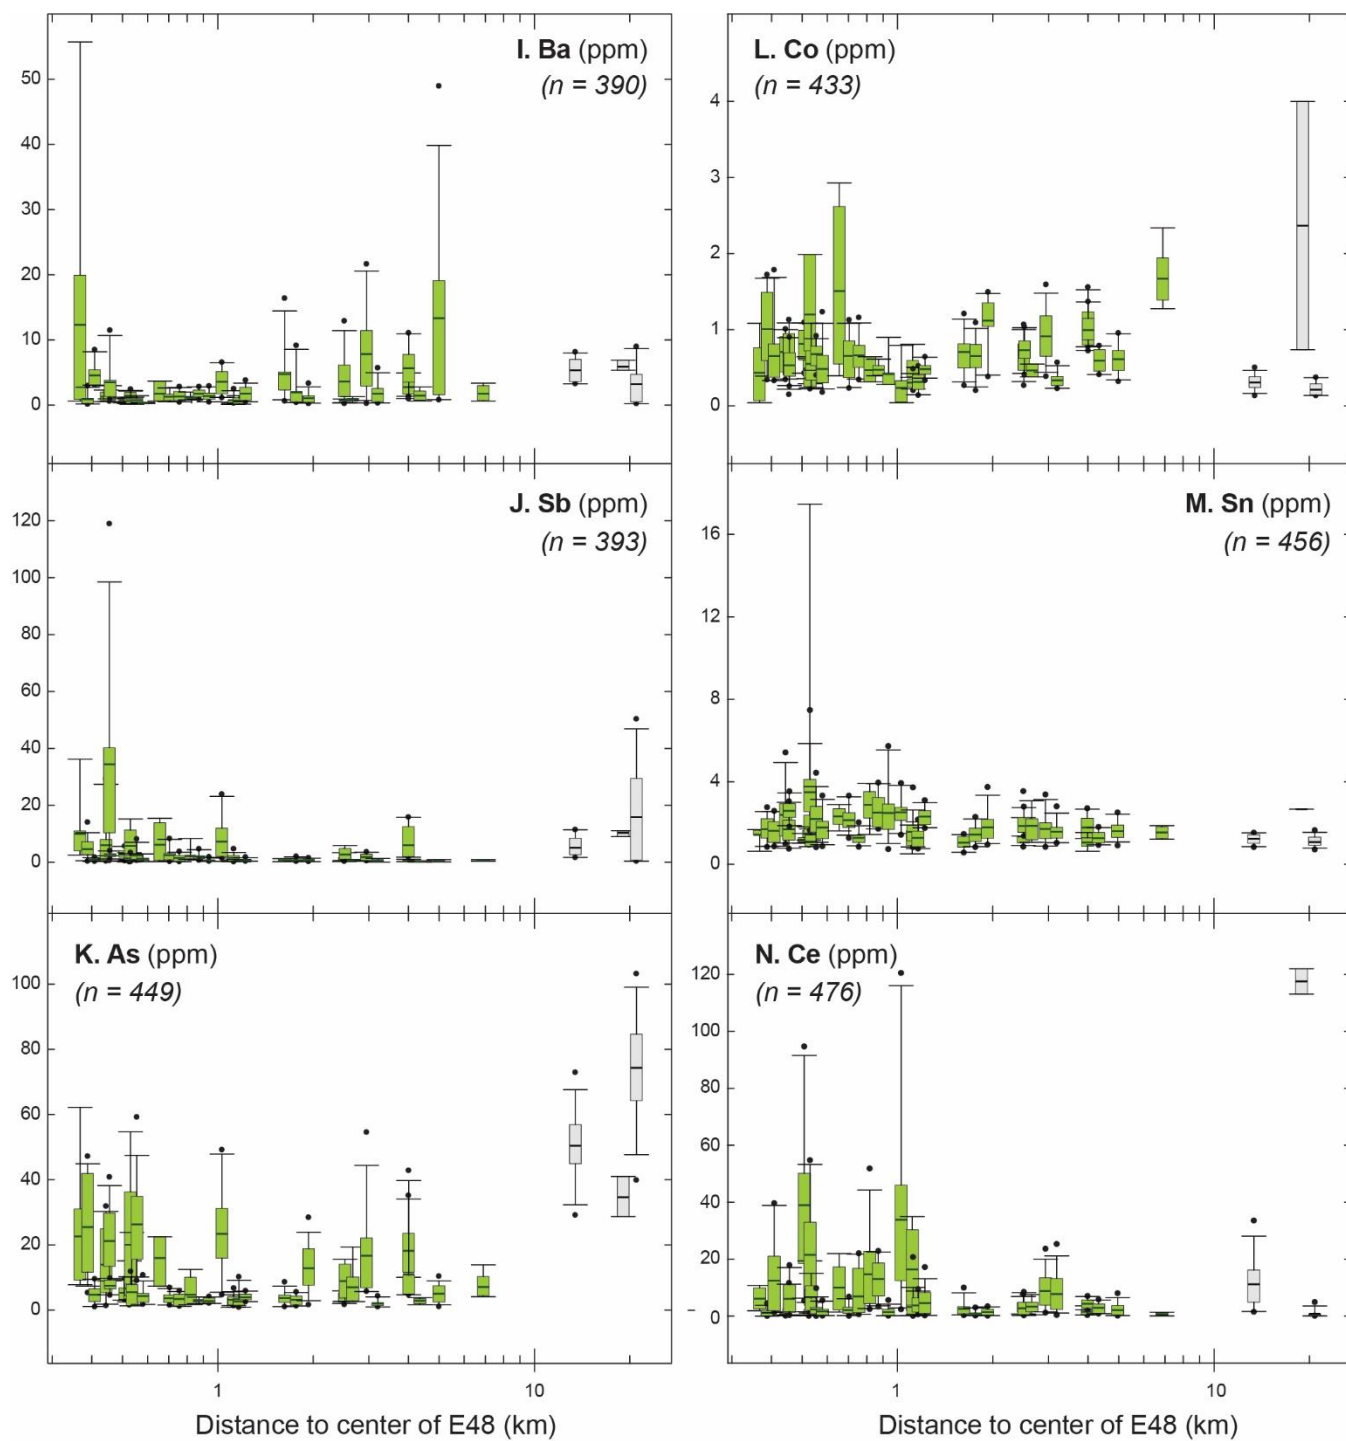 I. Ba (ppm)
(n = 390)
50
40
30
20
10
0
L. Co (ppm)
(n = 433)
4
3
2
1
0
J. Sb (ppm)
(n = 393)
120
100
80
60
40
20
0
M. Sn (ppm)
(n = 456)
16
12
8
4
0
K. As (ppm)
(n = 449)
100
80
60
40
20
0
N. Ce (ppm)
(n = 476)
120
100
80
60
40
20
0
1 10
Distance to center of E48 (km)
1 10
Distance to center of E48 (km)